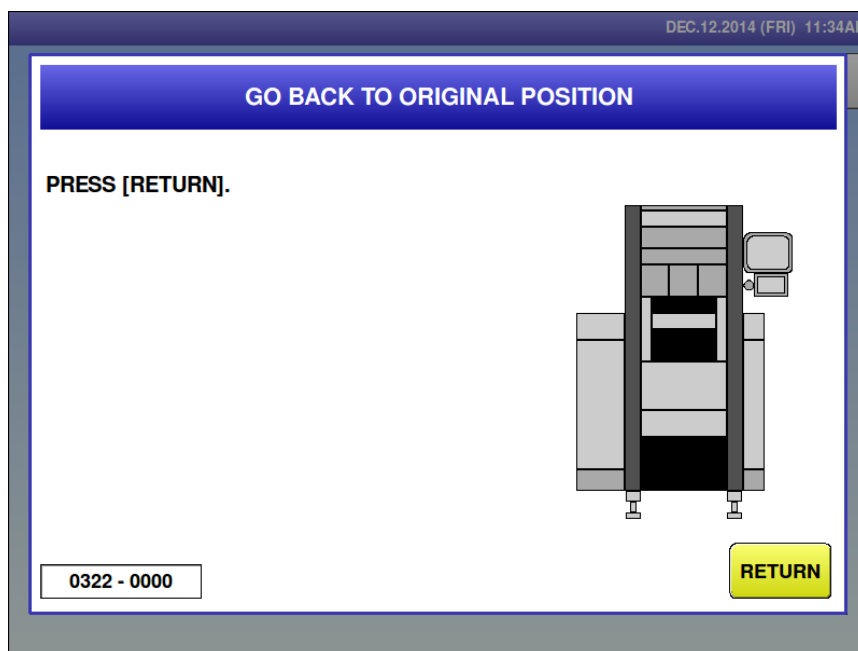 DEC.12.2014 (FRI) 11:34A
GO BACK TO ORIGINAL POSITION
PRESS [RETURN].
0322 - 0000
RETURN